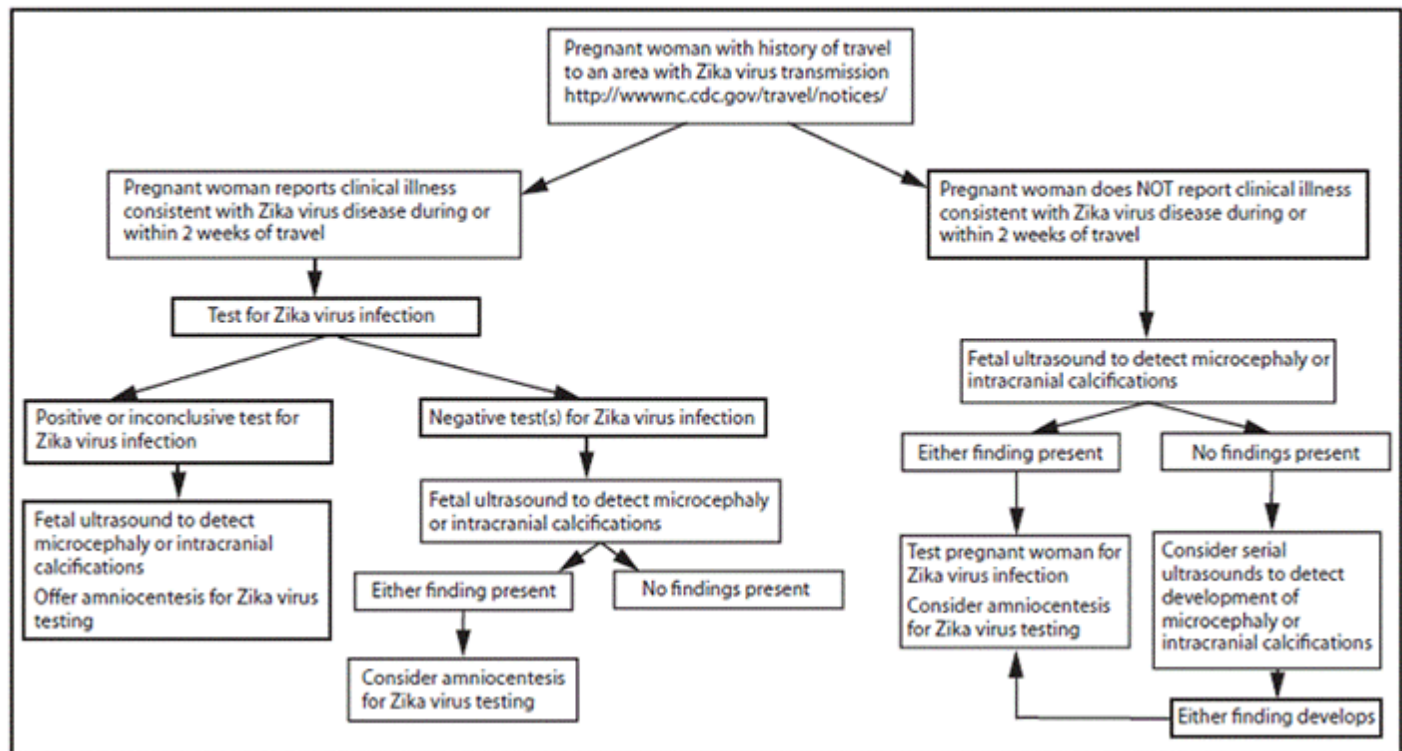 Pregnant woman with history of travel
to an area with Zika virus transmission
http://wwwnc.cdc.gov/travel/notices/
Pregnant woman reports clinical illness
consistent with Zika virus disease during or
within 2 weeks of travel
Pregnant woman does NOT report clinical illness
consistent with Zika virus disease during or
within 2 weeks of travel
Test for Zika virus infection
Fetal ultrasound to detect microcephaly or
intracranial calcifications
Positive or inconclusive test for
Zika virus infection
Negative test(s) for Zika virus infection
Either finding present
No findings present
Fetal ultrasound to detect
microcephaly or intracranial
calcifications
Offer amniocentesis for Zika virus
testing
Fetal ultrasound to detect microcephaly
or intracranial calcifications
Either finding present
No findings present
Consider amniocentesis
for Zika virus testing
Test pregnant woman for
Zika virus infection
Consider amniocentesis
for Zika virus testing
Consider serial
ultrasounds to detect
development of
microcephaly or
intracranial calcifications
Either finding develops